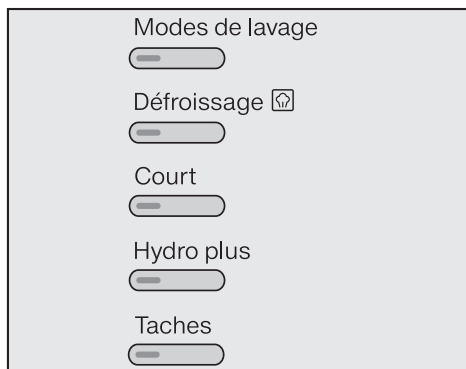 Modes de lavage
Défroissage
Court
Hydro plus
Taches